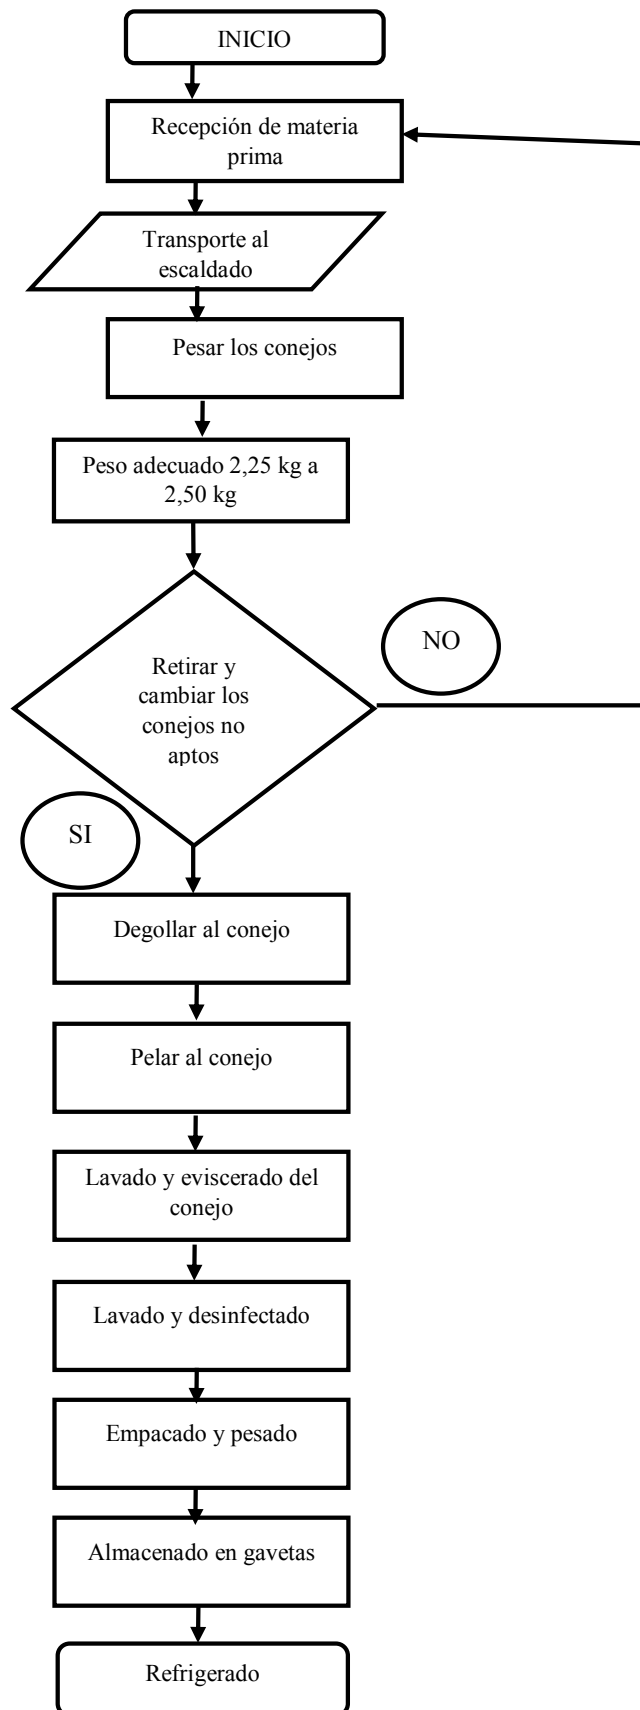 INICIO
Recepción de materia
prima
Transporte al
escaldado
Pesar los conejos
Peso adecuado 2,25 kg a
2,50 kg
NO
Retirar y
cambiar los
conejos no
aptos
SI
Degollar al conejo
Pelar al conejo
Lavado y eviscerado del
conejo
Lavado y desinfectado
Empacado y pesado
Almacenado en gavetas
Refrigerado